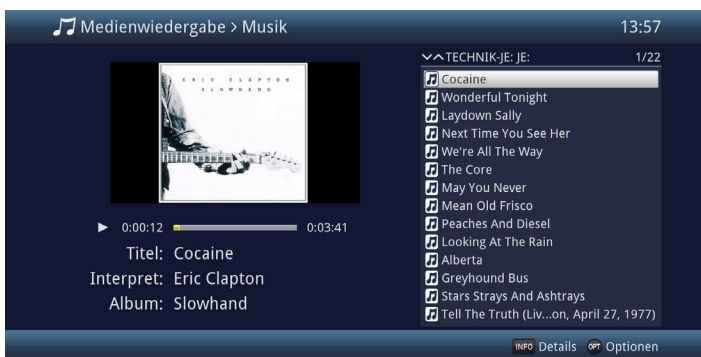 Medienwiedergabe > Musik
13:57
ERIC CLAPTON
SLOWHAND
0:00:12
0:03:41
Titel: Cocaine
Interpret: Eric Clapton
Album: Slowhand
TECHNIK-JE: JE:
1/22
Cocaine
Wonderful Tonight
Laydown Sally
Next Time You See Her
We're All The Way
The Core
May You Never
Mean Old Frisco
Peaches And Diesel
Looking At The Rain
Alberta
Greyhound Bus
Stars Strays And Ashtrays
Tell The Truth (Liv...on, April 27, 1977)
INFO Details OPT Optionen